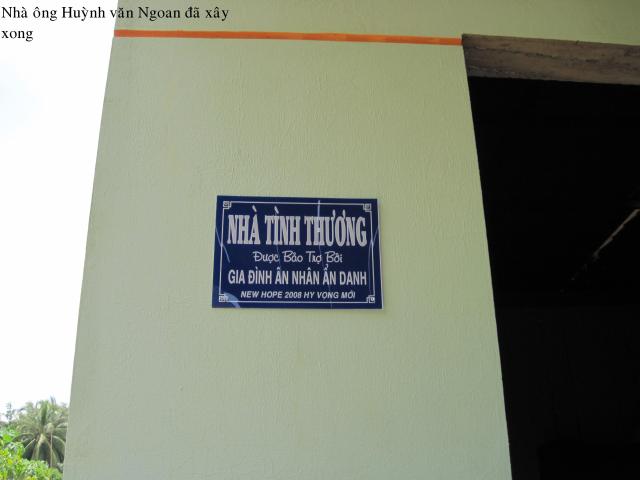 Nhà ông Huỳnh văn Ngoan đã xây
xong
NHÀ TÌNH THƯƠNG
Được Bảo Trợ Bởi
GIA ĐÌNH ÂN NHÂN ẨN DANH
NEW HOPE 2008 HY VỌNG MỚI